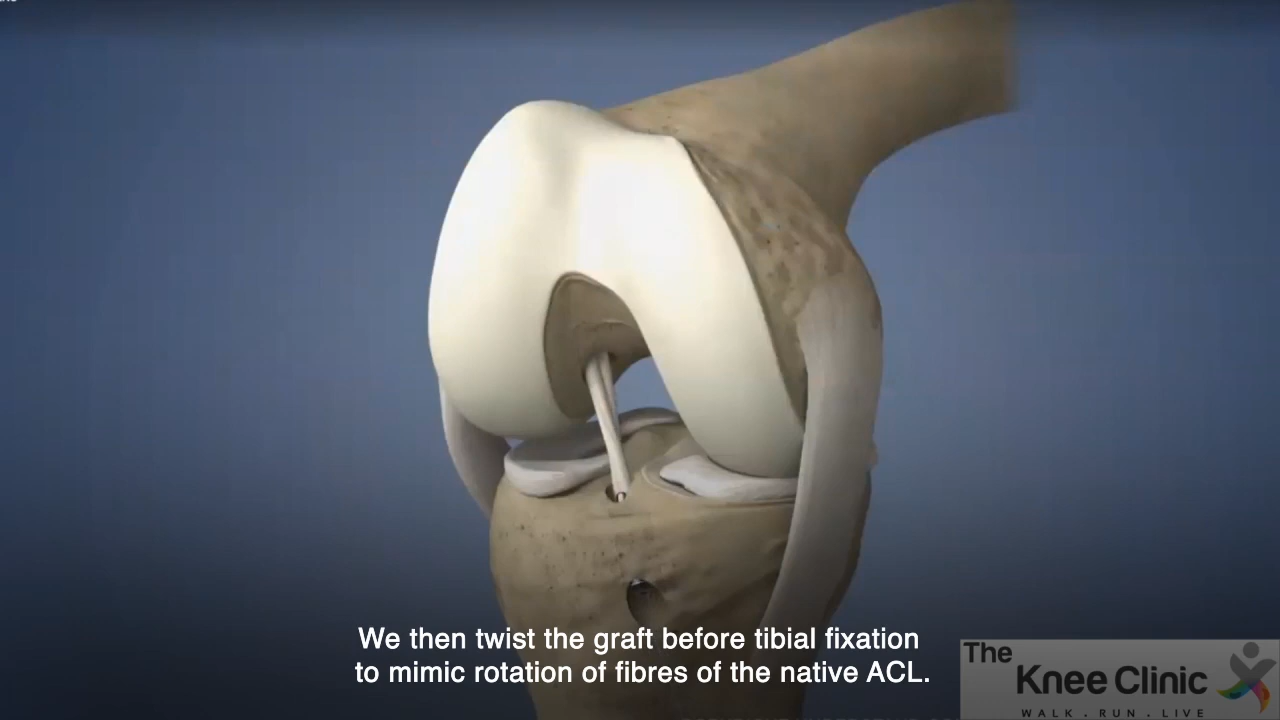 We then twist the graft before tibial fixation
to mimic rotation of fibres of the native ACL.
The
Knee Clinic
WALK . RUN . LIVE